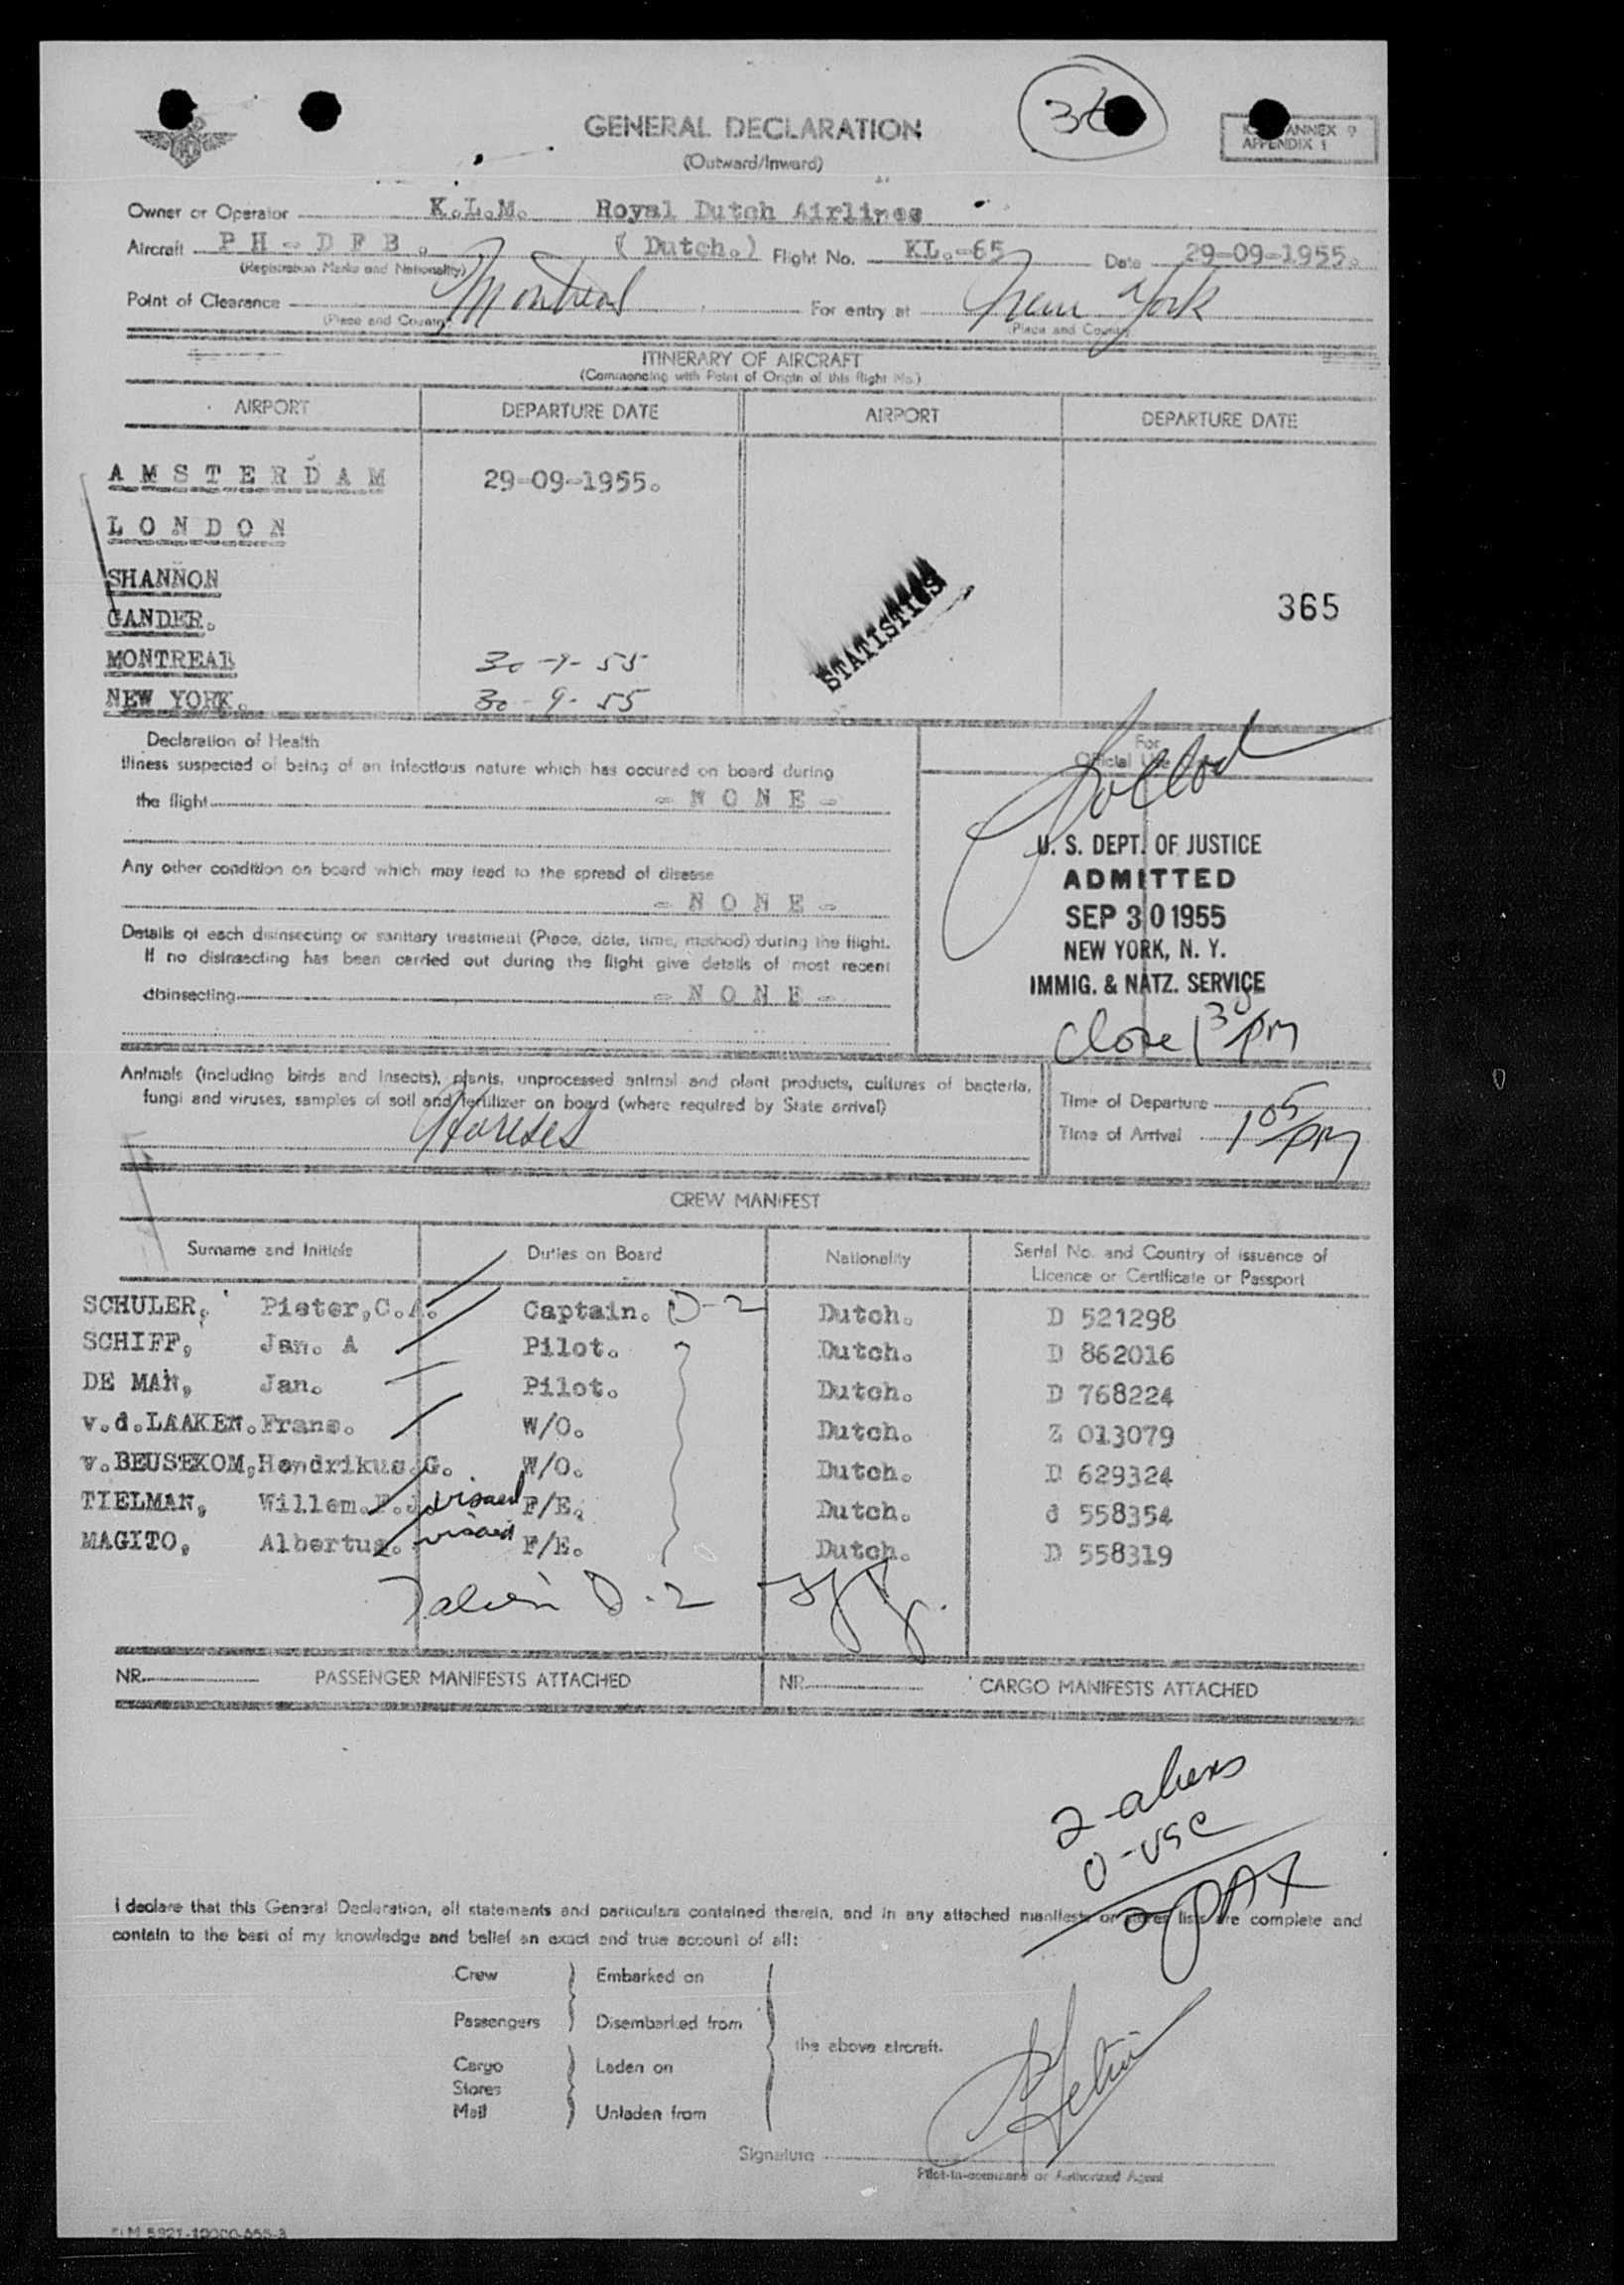 GENERAL DECLARATION
(Outward/Inward)
ANNEX 9
APPENDIX 1
Owner or Operator K.L.M. Royal Dutch Airlines
Aircraft P H - D F B . ( Dutch.) Flight No. KL.-65 Date 29-09-1955.
(Registration Marks and Nationality)
Point of Clearance Montreal For entry at New York
(Place and Country) Place and Country
ITINERARY OF AIRCRAFT
(Commencing with Point of Origin of this flight No.)
AIRPORT DEPARTURE DATE AIRPORT DEPARTURE DATE
A M S T E R D A M 29-09-1955.
L O N D O N
SHANNON
GANDER.
365
STATISTICS
MONTREAL 30-9-55
NEW YORK. 30-9-55
Declaration of Health
Illness suspected of being of an infectious nature which has occured on board during
the flight - N O N E -
Any other condition on board which may lead to the spread of disease
- N O N E -
Details of each disinsecting or sanitary treatment (Place, date, time, method) during the flight.
If no disinsecting has been carried out during the flight give details of most recent
disinsecting - N O N E -
For
Official Use
U. S. DEPT. OF JUSTICE
ADMITTED
SEP 30 1955
NEW YORK, N. Y.
IMMIG. & NATZ. SERVICE
Close 1 30 PM
Animals (including birds and insects), plants, unprocessed animal and plant products, cultures of bacteria,
fungi and viruses, samples of soil and fertilizer on board (where required by State arrival)
Time of Departure
Time of Arrival 1 05 PM
CREW MANIFEST
Surname and Initials Duties on Board Nationality Serial No. and Country of issuance of
Licence or Certificate or Passport
SCHULER, Pieter,C.A. Captain. D-2 Dutch. D 521298
SCHIFF, Jan. A Pilot. Dutch. D 862016
DE MAN, Jan. Pilot. Dutch. D 768224
v.d.LAAKEN. Frans. W/O. Dutch. Z 013079
v.BEUSEKOM, Hendrikus.G. W/O. Dutch. D 629324
TIELMAN, Willem.F.J. visaed F/E. Dutch. d 558354
MAGITO, Albertus. visaed F/E. Dutch. D 558319
D-2
NR. PASSENGER MANIFESTS ATTACHED NR. CARGO MANIFESTS ATTACHED
2-aliens
0-USC
2 PAX
I declare that this General Declaration, all statements and particulars contained therein, and in any attached manifests or stores lists are complete and
contain to the best of my knowledge and belief an exact and true account of all:
Crew Embarked on
Passengers Disembarked from
the above aircraft.
Cargo Laden on
Stores
Mail Unladen from
Signature
Pilot-in-command or Authorized Agent